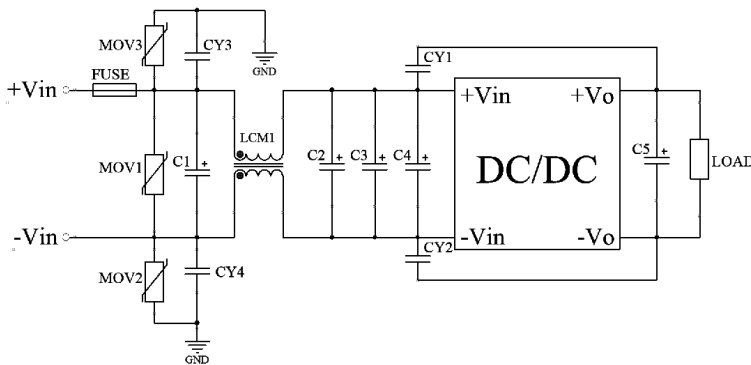 MOV3
CY3
GND
CY1
FUSE
+Vin
+Vin
+Vo
LCM1
MOV1
C1
+
C2
+
C3
+
C4
+
DC/DC
C5
+
LOAD
-Vin
-Vin
-Vo
MOV2
CY4
CY2
GND